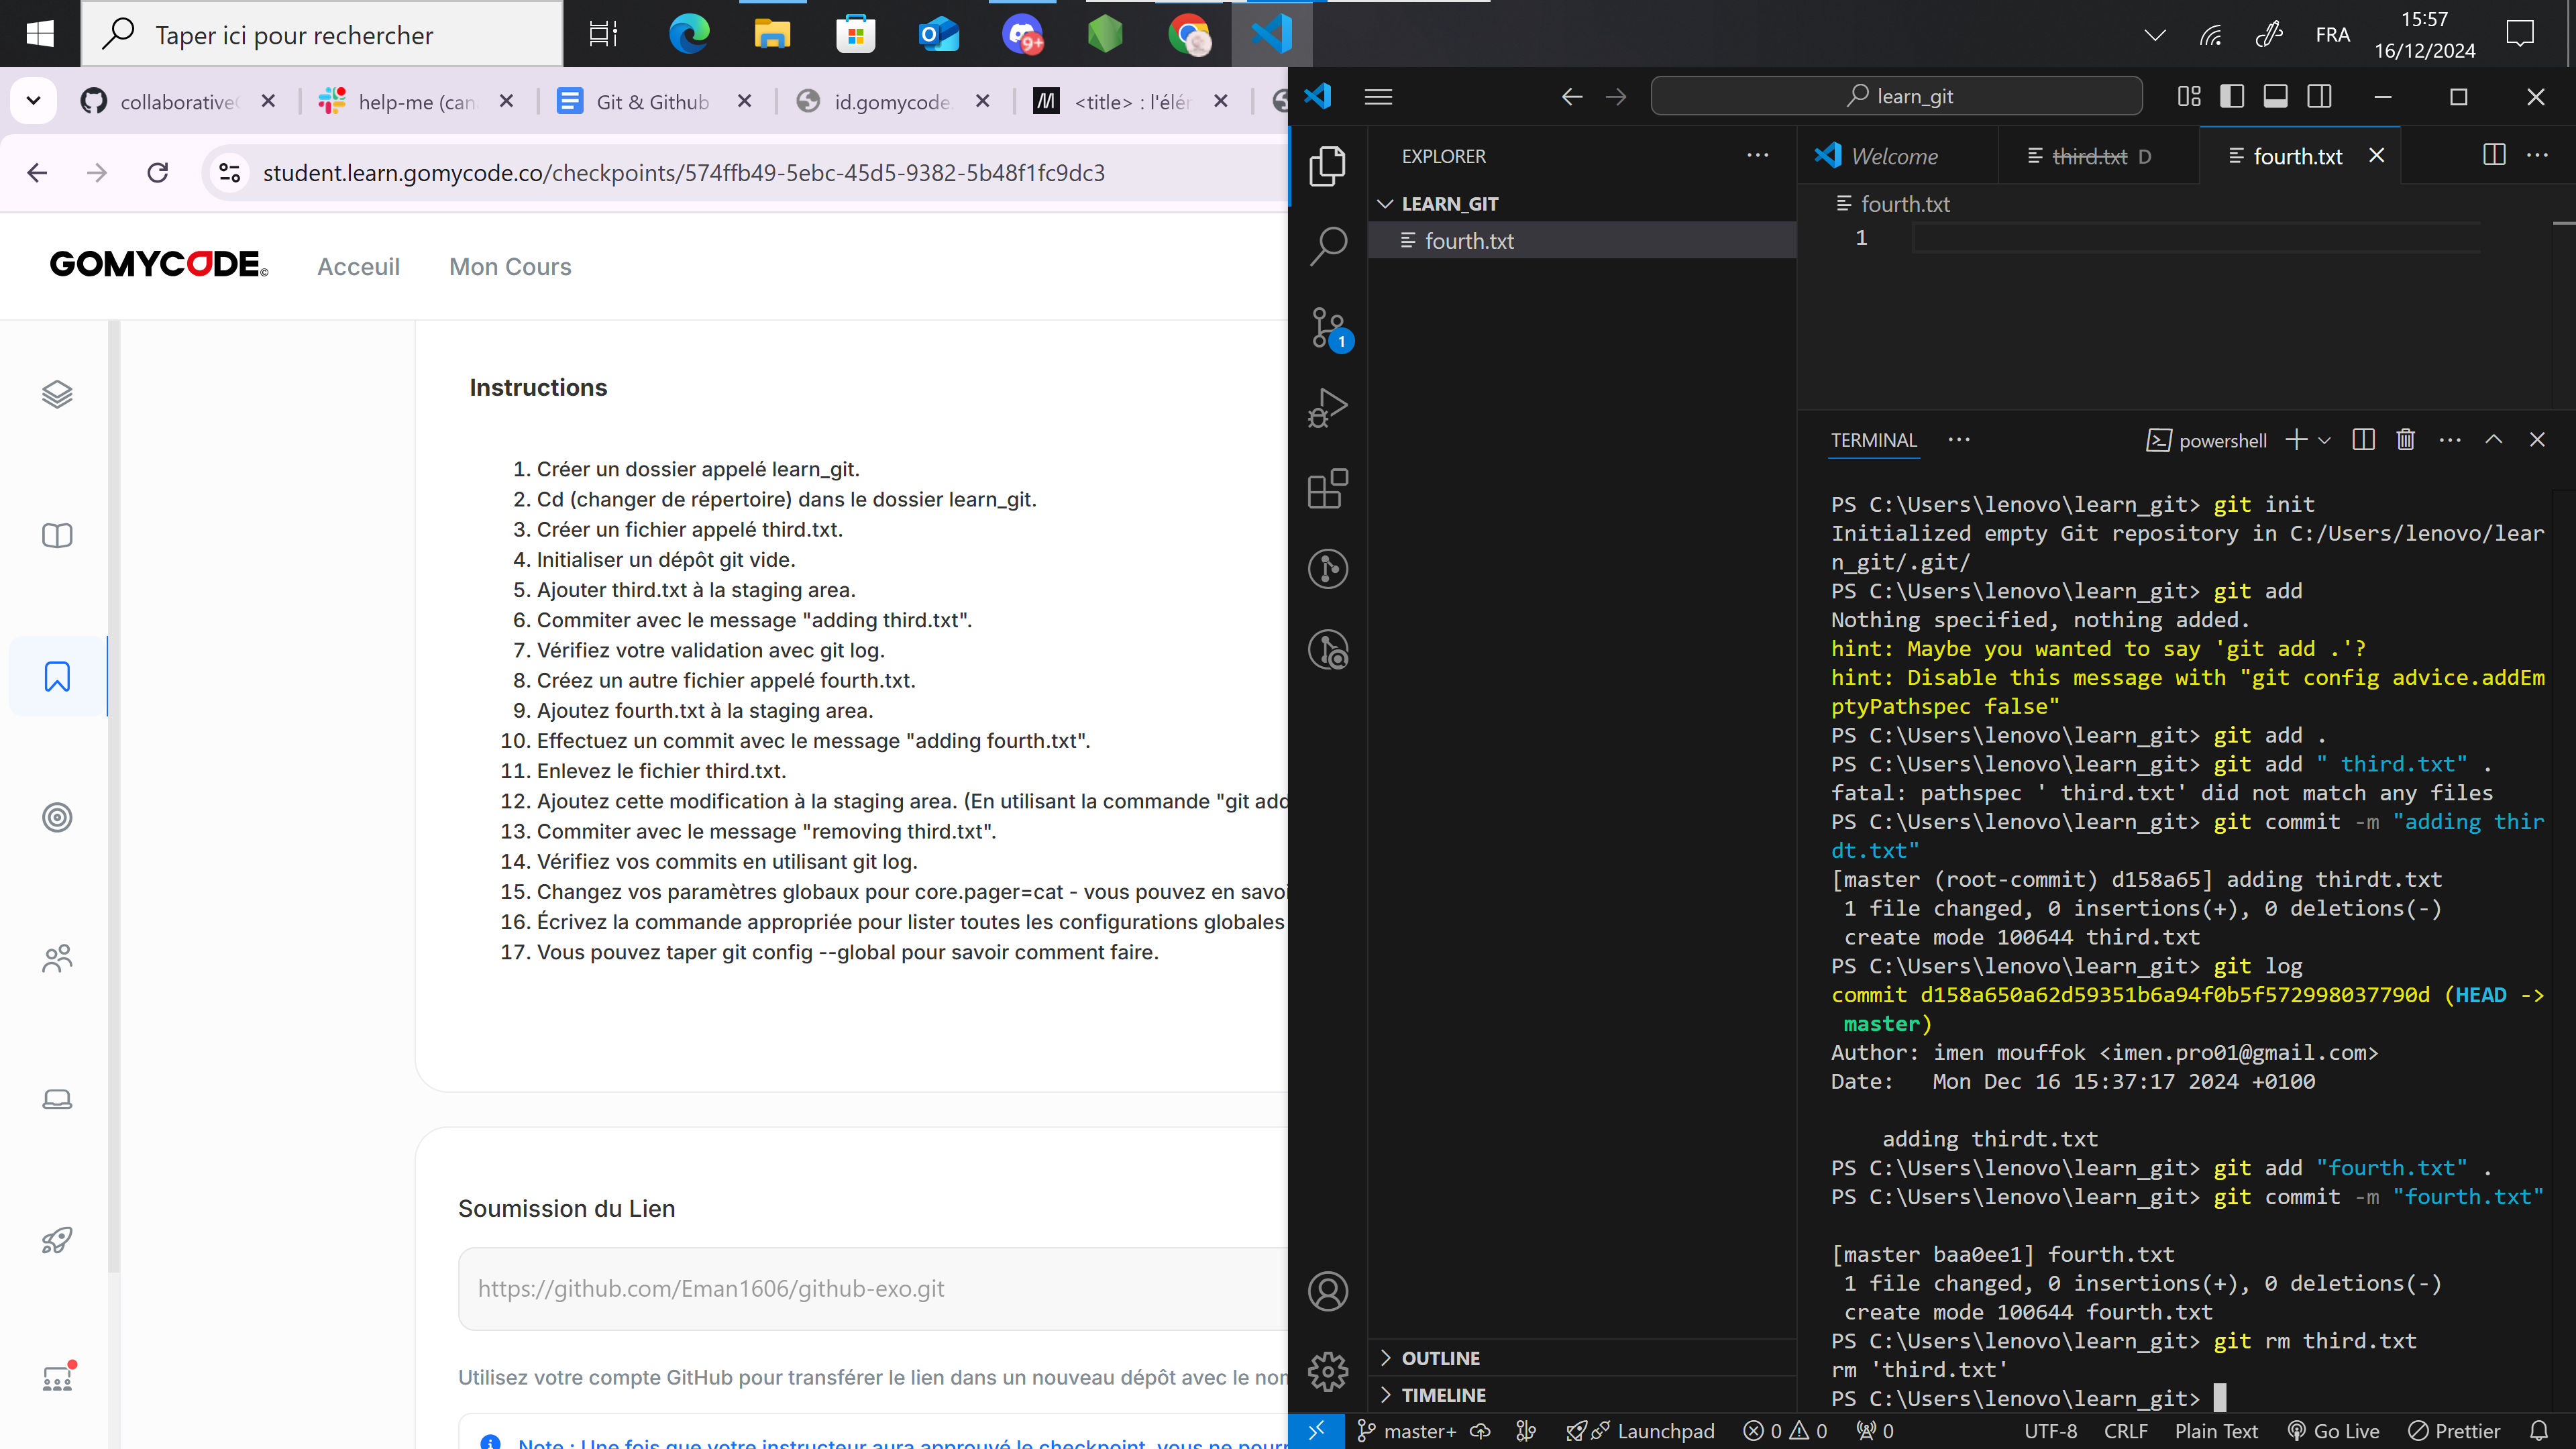 Taper ici pour rechercher
9+
FRA
15:57
16/12/2024
collaborative
help-me (can
Git & Github
id.gomycode.
<title> : l'élér
student.learn.gomycode.co/checkpoints/574ffb49-5ebc-45d5-9382-5b48f1fc9dc3
GOMYCODE
Acceuil
Mon Cours
Instructions
1. Créer un dossier appelé learn_git.
2. Cd (changer de répertoire) dans le dossier learn_git.
3. Créer un fichier appelé third.txt.
4. Initialiser un dépôt git vide.
5. Ajouter third.txt à la staging area.
6. Commiter avec le message "adding third.txt".
7. Vérifiez votre validation avec git log.
8. Créez un autre fichier appelé fourth.txt.
9. Ajoutez fourth.txt à la staging area.
10. Effectuez un commit avec le message "adding fourth.txt".
11. Enlevez le fichier third.txt.
12. Ajoutez cette modification à la staging area. (En utilisant la commande "git add
13. Commiter avec le message "removing third.txt".
14. Vérifiez vos commits en utilisant git log.
15. Changez vos paramètres globaux pour core.pager=cat - vous pouvez en savoi
16. Écrivez la commande appropriée pour lister toutes les configurations globales
17. Vous pouvez taper git config --global pour savoir comment faire.
Soumission du Lien
https://github.com/Eman1606/github-exo.git
Utilisez votre compte GitHub pour transférer le lien dans un nouveau dépôt avec le nom
Note : Une fois que votre instructeur aura approuvé le checkpoint, vous ne pourr
learn_git
EXPLORER
LEARN_GIT
fourth.txt
1
OUTLINE
TIMELINE
Welcome
third.txt D
fourth.txt
fourth.txt
1
TERMINAL
powershell
PS C:\Users\lenovo\learn_git> git init
Initialized empty Git repository in C:/Users/lenovo/lear
n_git/.git/
PS C:\Users\lenovo\learn_git> git add
Nothing specified, nothing added.
hint: Maybe you wanted to say 'git add .'?
hint: Disable this message with "git config advice.addEm
ptyPathspec false"
PS C:\Users\lenovo\learn_git> git add .
PS C:\Users\lenovo\learn_git> git add " third.txt" .
fatal: pathspec ' third.txt' did not match any files
PS C:\Users\lenovo\learn_git> git commit -m "adding thir
dt.txt"
[master (root-commit) d158a65] adding thirdt.txt
1 file changed, 0 insertions(+), 0 deletions(-)
create mode 100644 third.txt
PS C:\Users\lenovo\learn_git> git log
commit d158a650a62d59351b6a94f0b5f572998037790d (HEAD ->
master)
Author: imen mouffok <imen.pro01@gmail.com>
Date: Mon Dec 16 15:37:17 2024 +0100
adding thirdt.txt
PS C:\Users\lenovo\learn_git> git add "fourth.txt" .
PS C:\Users\lenovo\learn_git> git commit -m "fourth.txt"
[master baa0ee1] fourth.txt
1 file changed, 0 insertions(+), 0 deletions(-)
create mode 100644 fourth.txt
PS C:\Users\lenovo\learn_git> git rm third.txt
rm 'third.txt'
PS C:\Users\lenovo\learn_git>
master+
Launchpad
0
0
0
UTF-8
CRLF
Plain Text
Go Live
Prettier